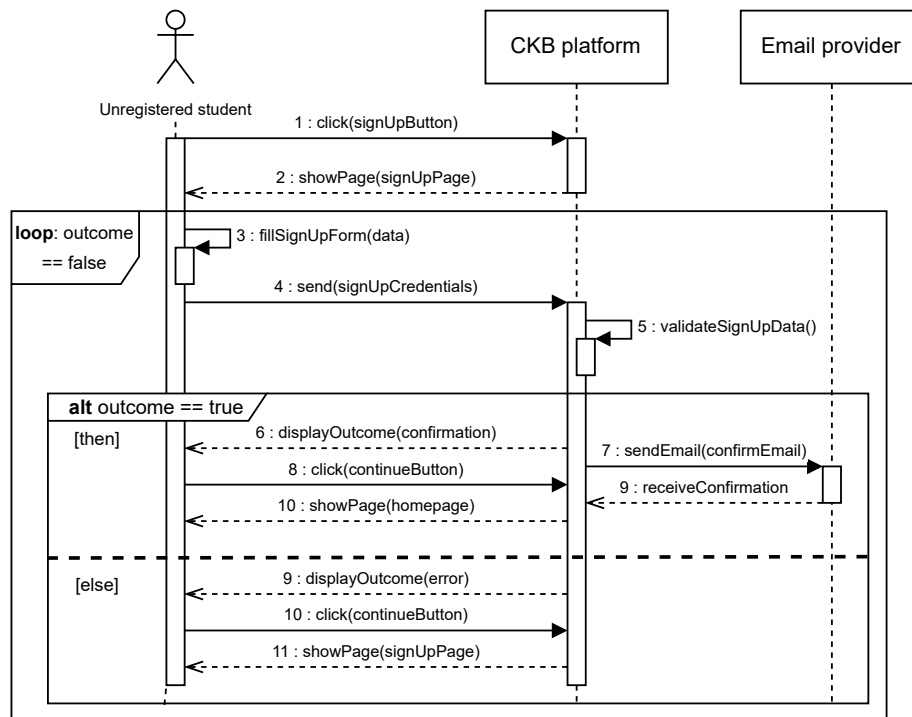 CKB platform
Email provider
Unregistered student
1 : click(signUpButton)
2 : showPage(signUpPage)
loop: outcome
== false
3 : fillSignUpForm(data)
4 : send(signUpCredentials)
5 : validateSignUpData()
alt outcome == true
[then]
6 : displayOutcome(confirmation)
7 : sendEmail(confirmEmail)
8 : click(continueButton)
9 : receiveConfirmation
10 : showPage(homepage)
[else]
9 : displayOutcome(error)
10 : click(continueButton)
11 : showPage(signUpPage)